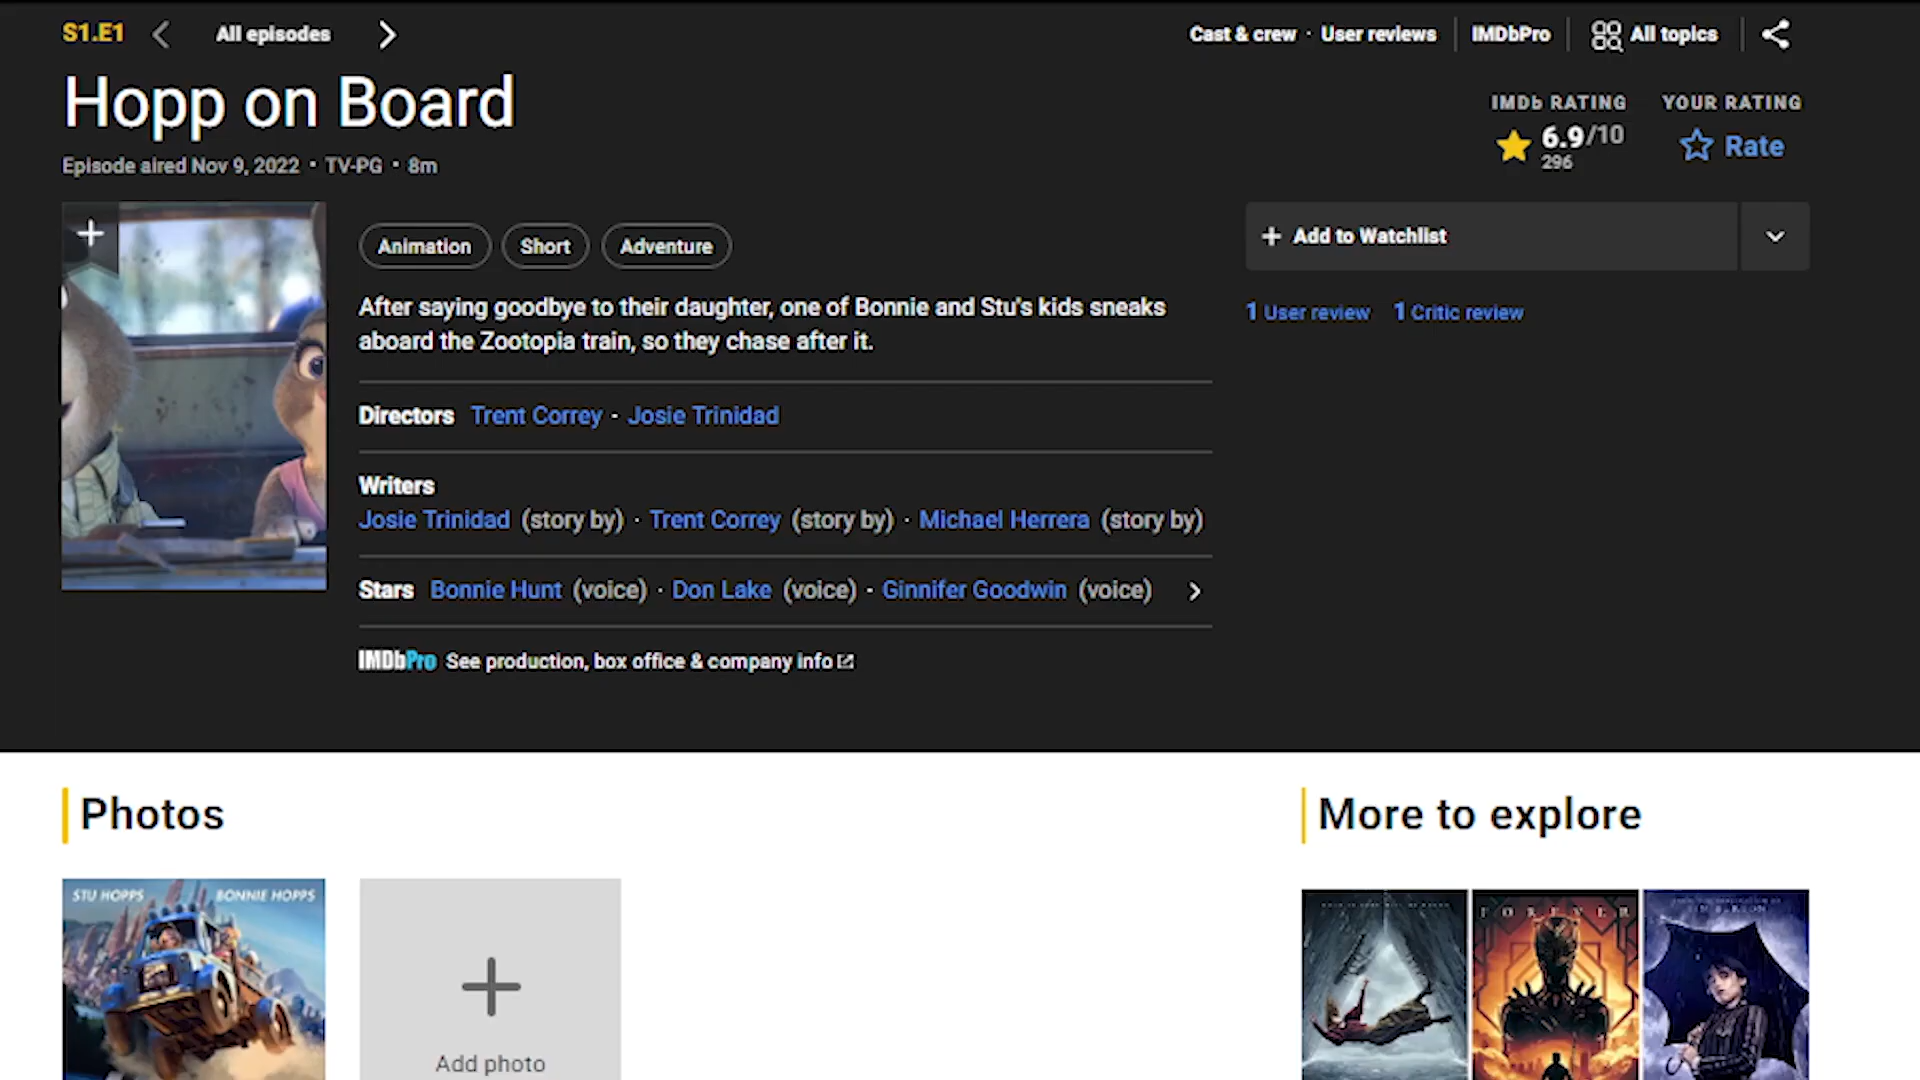 S1.E1 All episodes Cast & crew · User reviews IMDbPro All topics
Hopp on Board
IMDb RATING YOUR RATING
6.9/10 Rate
296
Episode aired Nov 9, 2022 · TV-PG · 8m
Animation Short Adventure
+ Add to Watchlist
After saying goodbye to their daughter, one of Bonnie and Stu's kids sneaks
aboard the Zootopia train, so they chase after it.
1 User review 1 Critic review
Directors Trent Correy · Josie Trinidad
Writers
Josie Trinidad (story by) · Trent Correy (story by) · Michael Herrera (story by)
Stars Bonnie Hunt (voice) · Don Lake (voice) · Ginnifer Goodwin (voice)
IMDbPro See production, box office & company info
Photos
More to explore
STU HOPPS BONNIE HOPPS
FOREVER
Add photo